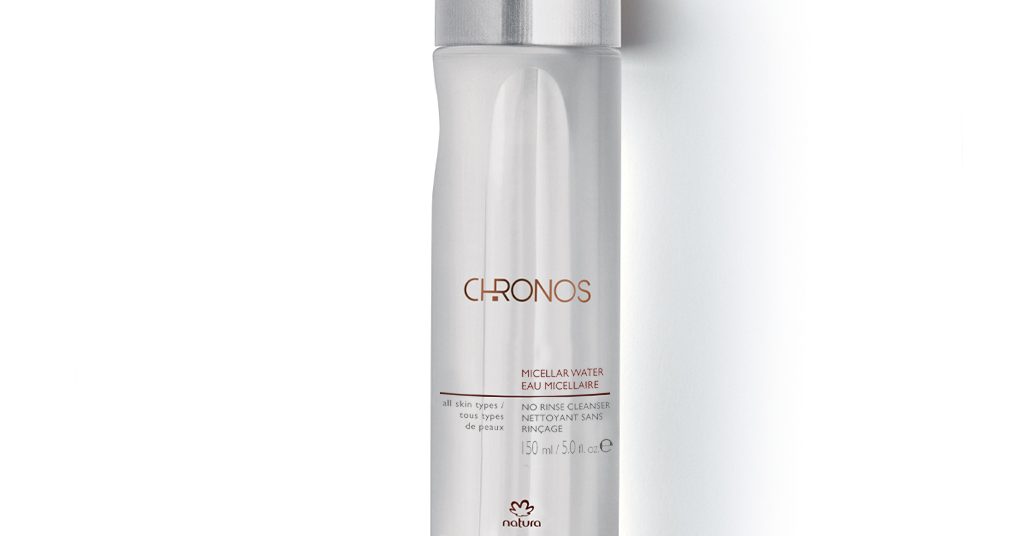 CHRONOS
MICELLAR WATER
EAU MICELLAIRE
all skin types /
tous types
de peaux
NO RINSE CLEANSER
NETTOYANT SANS
RINÇAGE
150 ml / 5.0 fl. oz. ℮
natura